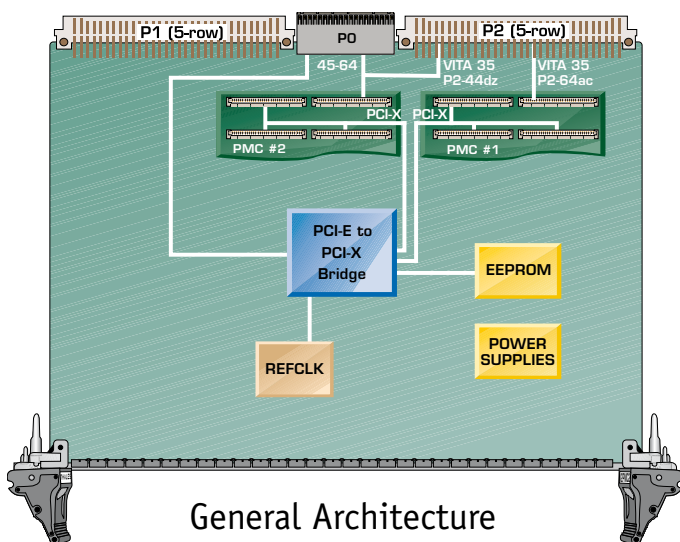 P1 (5-row)
P0
P2 (5-row)
45-64
VITA 35
P2-44dz
VITA 35
P2-64ac
PCI-X
PCI-X
PMC #2
PMC #1
PCI-E to
PCI-X
Bridge
EEPROM
REFCLK
POWER
SUPPLIES
General Architecture